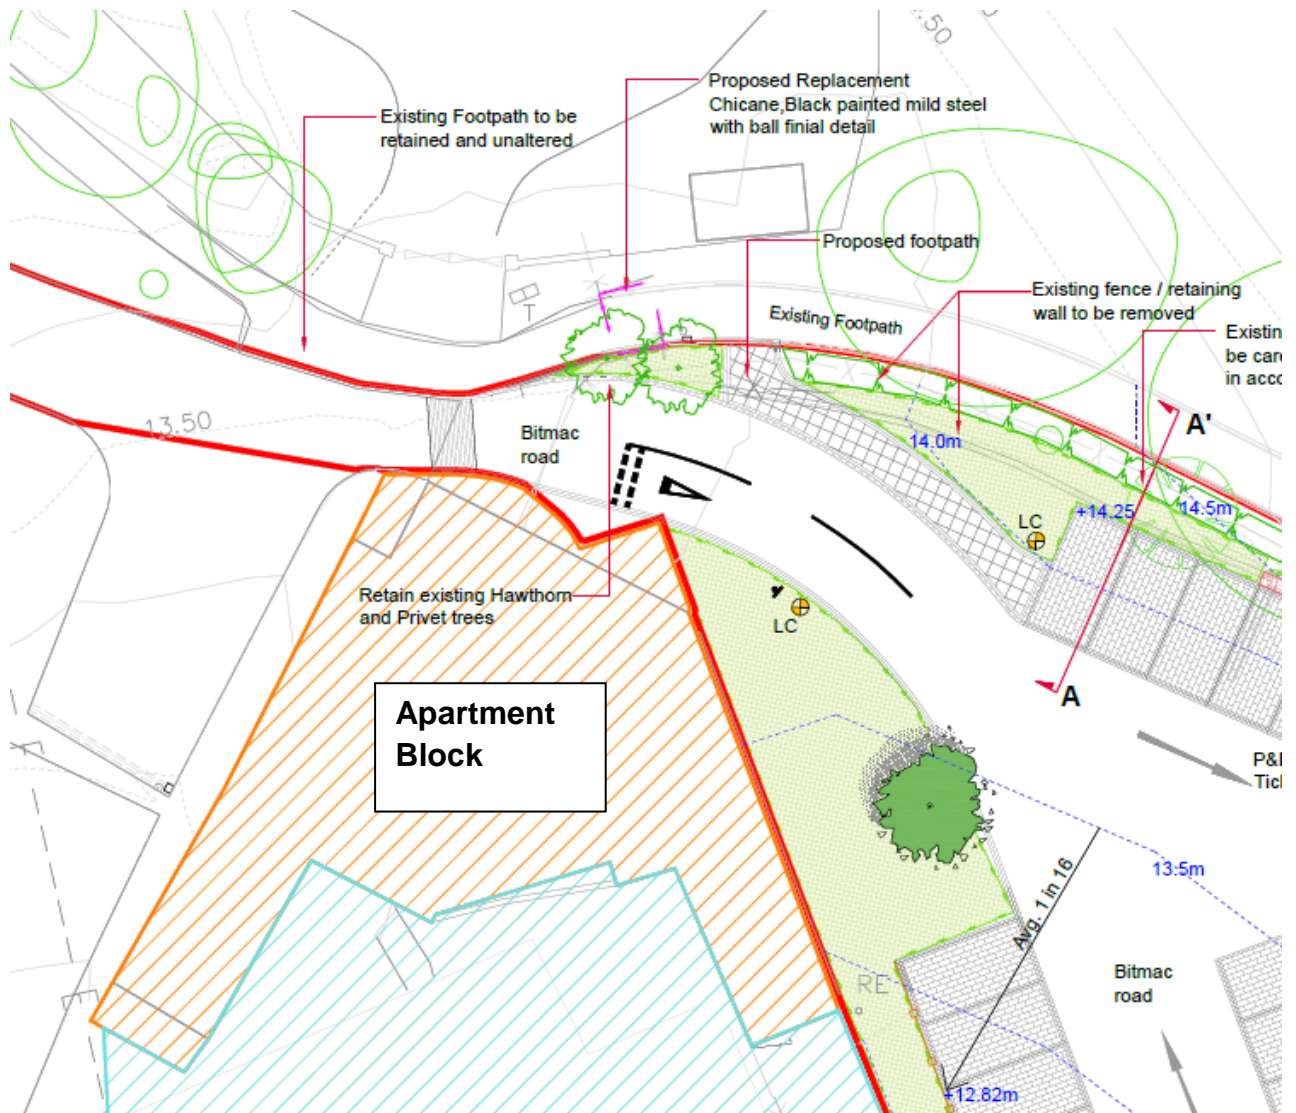 .50
Proposed Replacement
Chicane,Black painted mild steel
with ball finial detail
Existing Footpath to be
retained and unaltered
Proposed footpath
Existing fence / retaining
wall to be removed
T
Existing Footpath
be
in
A'
13.50
Bitmac
road
14.0m
+14.25
14.5m
LC
Retain existing Hawthorn
and Privet trees
LC
A
Apartment
Block
13.5m
Avg. 1 in 16
RE
Bitmac
road
+12.82m